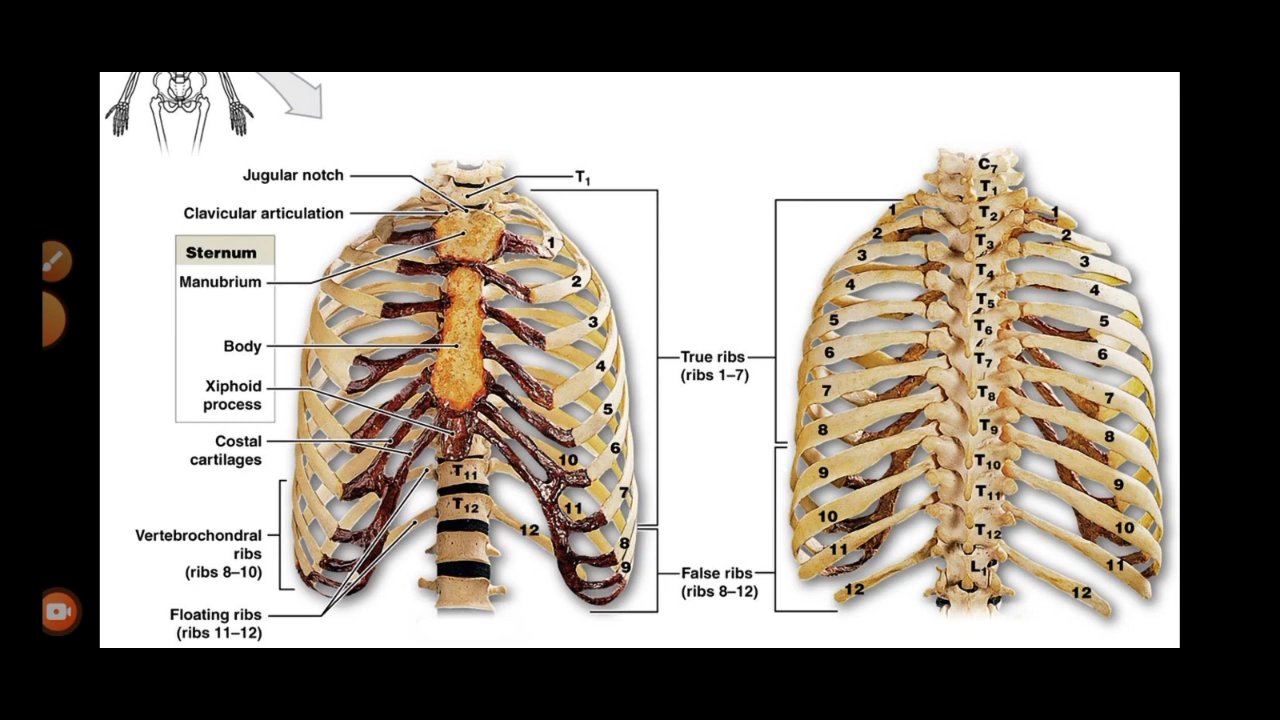 Jugular notch
Clavicular articulation
Sternum
Manubrium
Body
Xiphoid
process
Costal
cartilages
Vertebrochondral
ribs
(ribs 8–10)
Floating ribs
(ribs 11–12)
T1
1
2
3
4
5
6
10
7
11
12
8
9
T11
T12
True ribs
(ribs 1–7)
False ribs
(ribs 8–12)
C7
T1
T2
T3
T4
T5
T6
T7
T8
T9
T10
T11
T12
L1
1
2
3
4
5
6
7
8
9
10
11
12
1
2
3
4
5
6
7
8
9
10
11
12